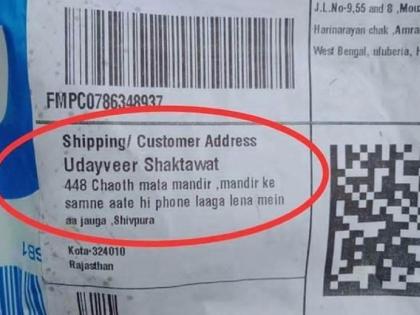 J.L.No-9,55 and 8 ,Mou
Harinarayan chak ,Amra
West Bengal, uluberia, H
FMPC0786348937
Shipping/ Customer Address
Udayveer Shaktawat
448 Chaoth mata mandir ,mandir ke
samne aate hi phone laaga lena mein
aa jauga ,Shivpura
Kota-324010
Rajasthan
SB1